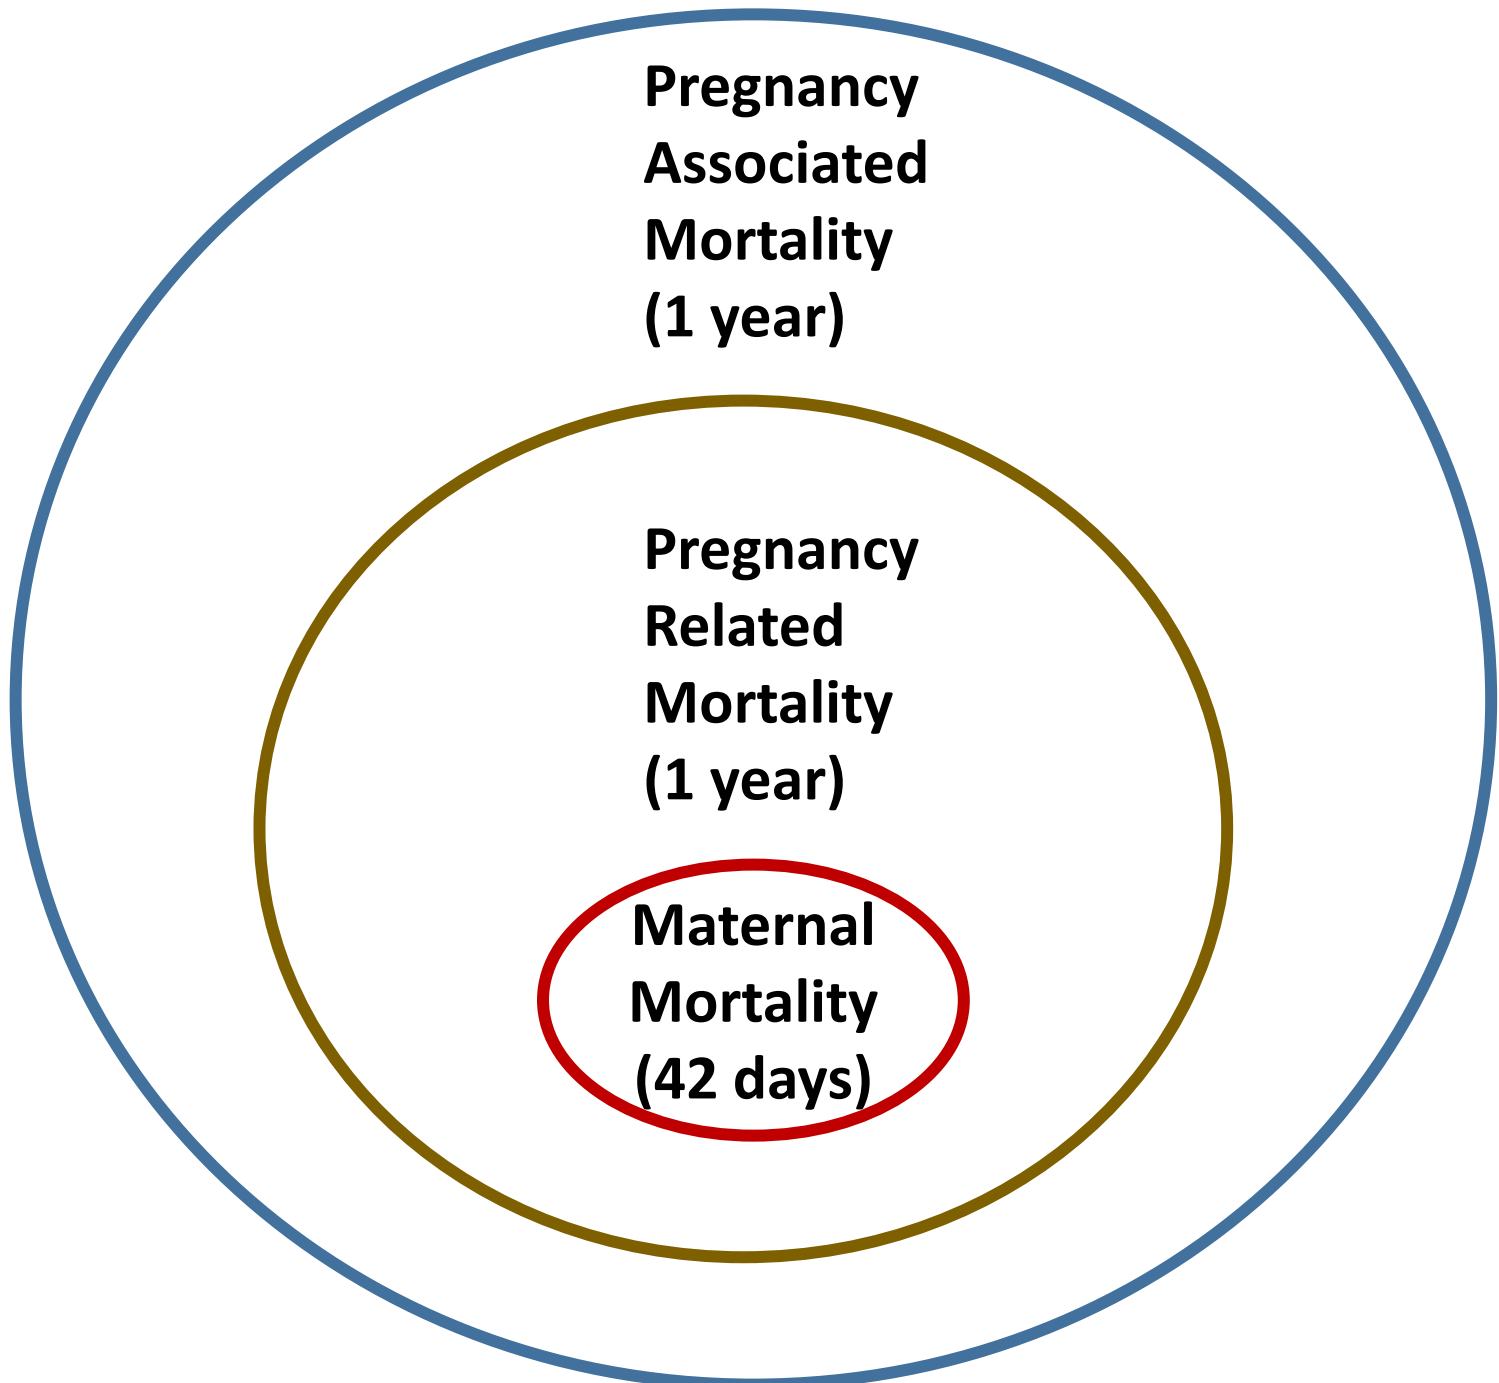 Pregnancy
Associated
Mortality
(1 year)
Pregnancy
Related
Mortality
(1 year)
Maternal
Mortality
(42 days)